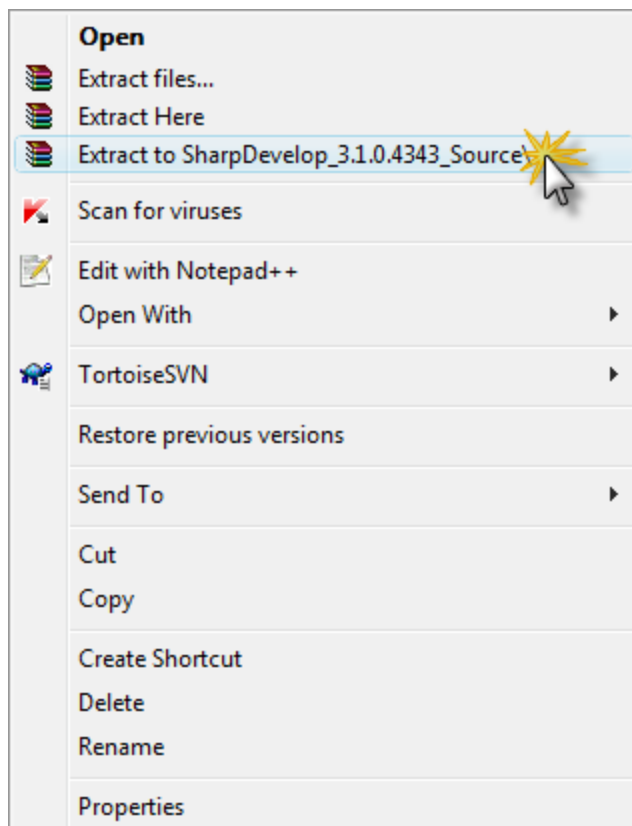 Open
Extract files...
Extract Here
Extract to SharpDevelop_3.1.0.4343_Source\
Scan for viruses
Edit with Notepad++
Open With
TortoiseSVN
Restore previous versions
Send To
Cut
Copy
Create Shortcut
Delete
Rename
Properties